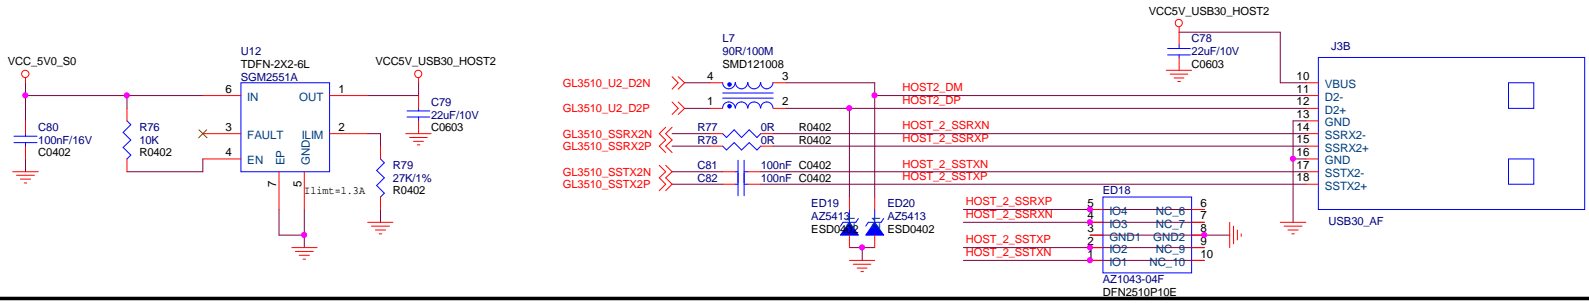 VCC_5V0_S0
C80
100nF/16V
C0402
R76
10K
R0402
U12
TDFN-2X2-6L
SGM2551A
6
IN
OUT
1
3
FAULT
ILIM
2
4
EN
EP
GND
7
5
Ilimt=1.3A
VCC5V_USB30_HOST2
C79
22uF/10V
C0603
R79
27K/1%
R0402
L7
90R/100M
SMD121008
GL3510_U2_D2N
4
3
GL3510_U2_D2P
1
2
HOST2_DM
HOST2_DP
GL3510_SSRX2N
R77
0R
R0402
HOST_2_SSRXN
GL3510_SSRX2P
R78
0R
R0402
HOST_2_SSRXP
GL3510_SSTX2N
C81
100nF
C0402
HOST_2_SSTXN
GL3510_SSTX2P
C82
100nF
C0402
HOST_2_SSTXP
ED19
AZ5413
ESD0402
ED20
AZ5413
ESD0402
ED18
HOST_2_SSRXP
5
IO4
NC_6
6
HOST_2_SSRXN
4
IO3
NC_7
7
3
GND1
GND2
8
HOST_2_SSTXP
2
IO2
NC_9
9
HOST_2_SSTXN
1
IO1
NC_10
10
AZ1043-04F
DFN2510P10E
VCC5V_USB30_HOST2
C78
22uF/10V
C0603
J3B
10
VBUS
11
D2-
12
D2+
13
GND
14
SSRX2-
15
SSRX2+
16
GND
17
SSTX2-
18
SSTX2+
USB30_AF